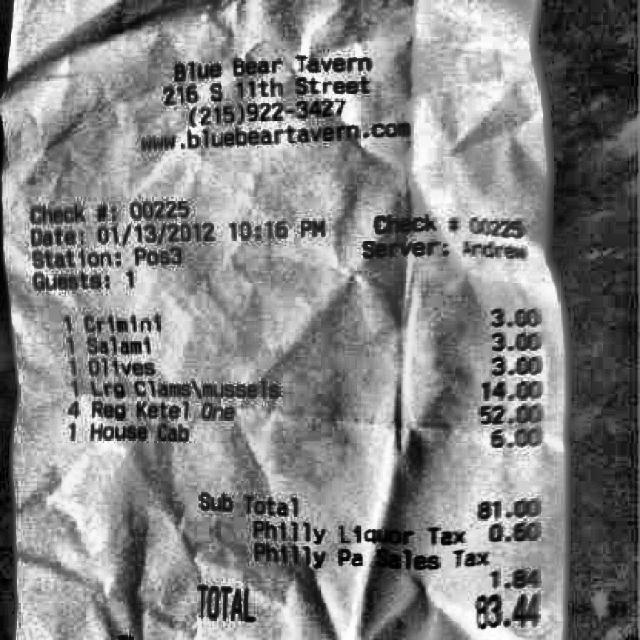 Blue Bear Tavern
216 S 11th Street
(215)922-3427
www.bluebeartavern.com
Check #: 00225
Date: 01/13/2012 10:16 PM Check # 00225
Station: Pos3 Server: Andrew
Guests: 1
1 Crimini 3.00
1 Salami 3.00
1 Olives 3.00
1 Lrg Clams\mussels 14.00
4 Reg Ketel One 52.00
1 House Cab 6.00
Sub Total 81.00
Philly Liquor Tax 0.60
Philly Pa Sales Tax
1.84
TOTAL 83.44